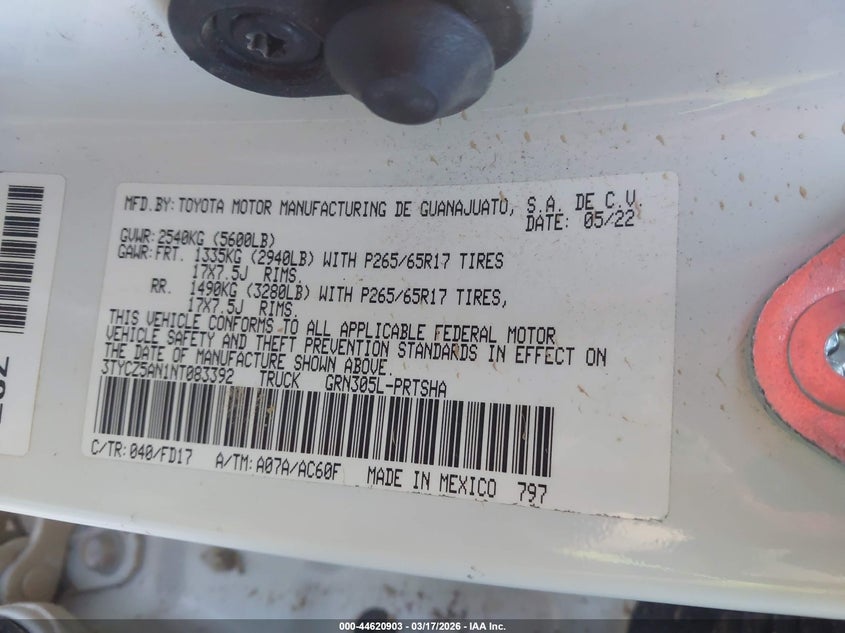 MFD.BY:TOYOTA MOTOR MANUFACTURING DE GUANAJUATO, S.A. DE C.V.
DATE: 05/22
GVWR:2540KG (5600LB)
GAWR:FRT. 1335KG (2940LB) WITH P265/65R17 TIRES
17X7.5J RIMS.
RR. 1490KG (3280LB) WITH P265/65R17 TIRES,
17X7.5J RIMS.
THIS VEHICLE CONFORMS TO ALL APPLICABLE FEDERAL MOTOR
VEHICLE SAFETY AND THEFT PREVENTION STANDARDS IN EFFECT ON
THE DATE OF MANUFACTURE SHOWN ABOVE.
3TYCZ5AN1NT083392 TRUCK GRN305L-PRTSHA
C/TR:040/FD17 A/TM:A07A/AC60F MADE IN MEXICO 797
000-44620903 - 03/17/2026 - IAA Inc.